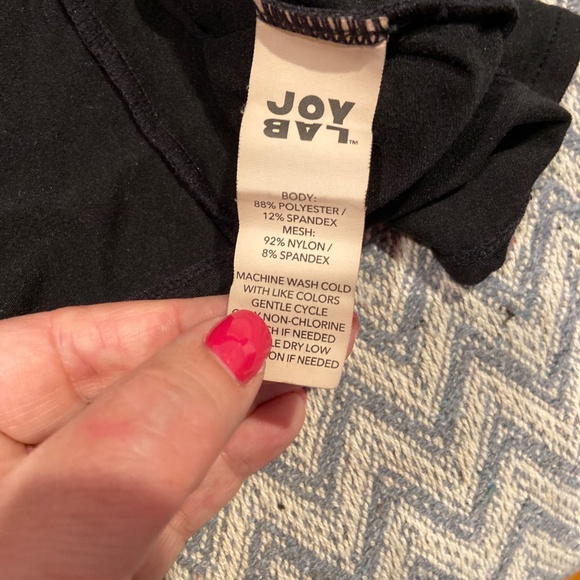 JOY
LAB™
BODY:
88% POLYESTER /
12% SPANDEX
MESH:
92% NYLON /
8% SPANDEX
MACHINE WASH COLD
WITH LIKE COLORS
GENTLE CYCLE
NON-CHLORINE
IF NEEDED
DRY LOW
IF NEEDED